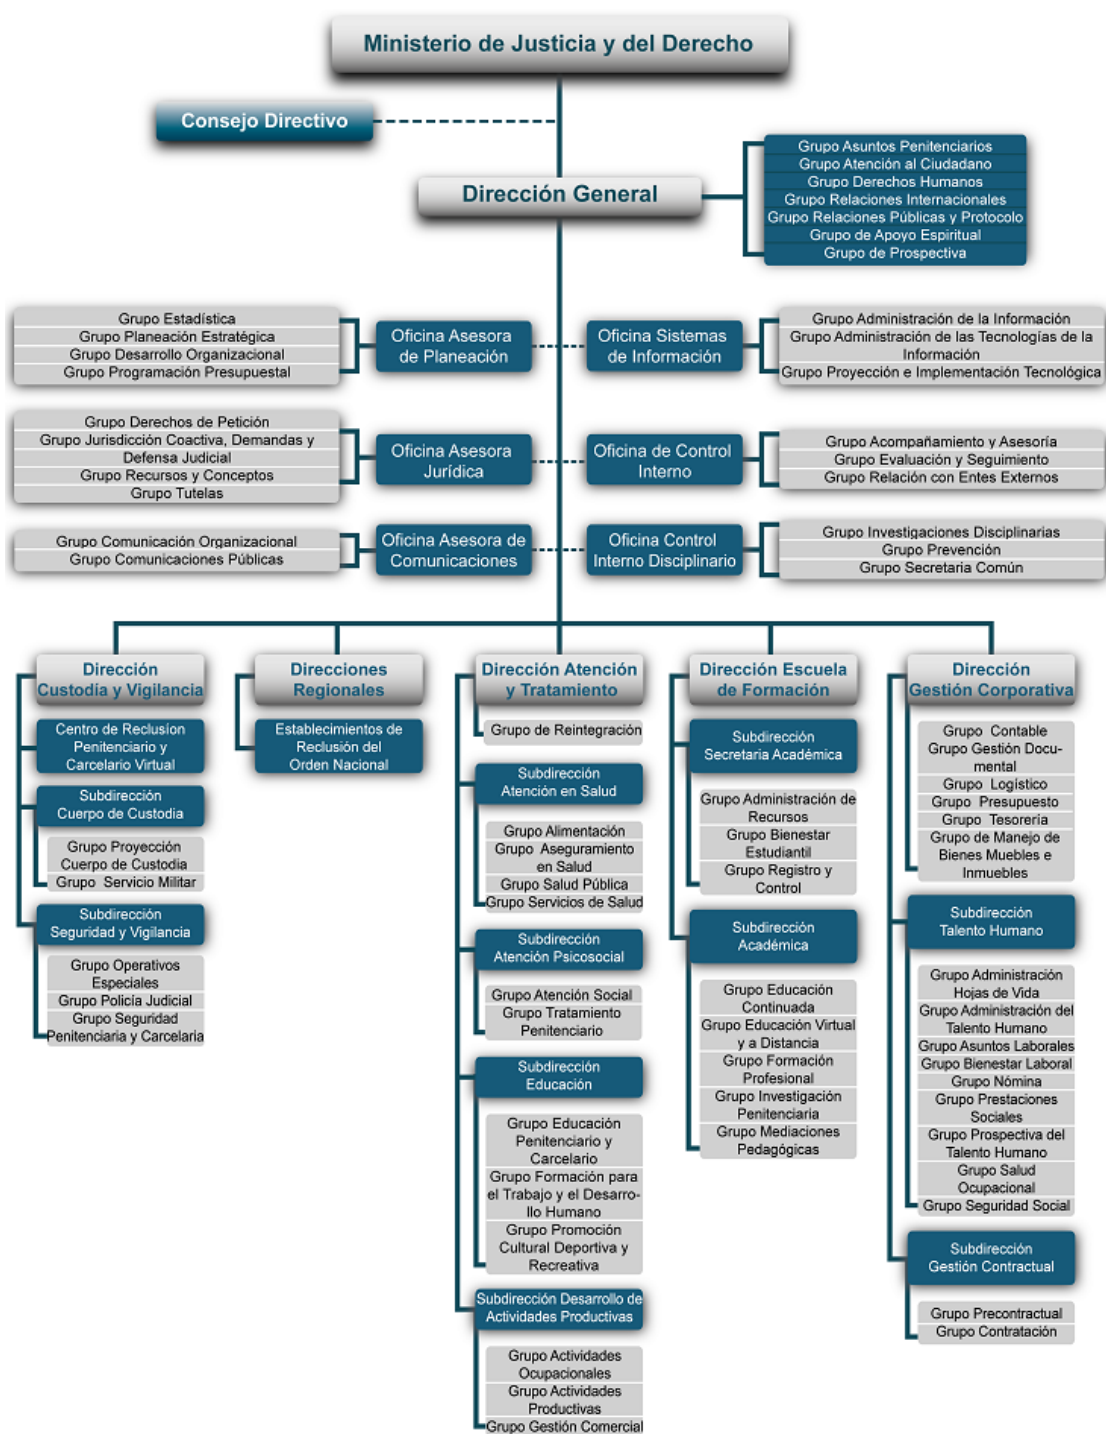 Ministerio de Justicia y del Derecho
Consejo Directivo
Dirección General
Grupo Asuntos Penitenciarios
Grupo Atención al Ciudadano
Grupo Derechos Humanos
Grupo Relaciones Internacionales
Grupo Relaciones Públicas y Protocolo
Grupo de Apoyo Espiritual
Grupo de Prospectiva
Grupo Estadística
Grupo Planeación Estratégica
Grupo Desarrollo Organizacional
Grupo Programación Presupuestal
Oficina Asesora
de Planeación
Oficina Sistemas
de Información
Grupo Administración de la Información
Grupo Administración de las Tecnologías de la
Información
Grupo Proyección e Implementación Tecnológica
Grupo Derechos de Petición
Grupo Jurisdicción Coactiva, Demandas y
Defensa Judicial
Grupo Recursos y Conceptos
Grupo Tutelas
Oficina Asesora
Jurídica
Oficina de Control
Interno
Grupo Acompañamiento y Asesoría
Grupo Evaluación y Seguimiento
Grupo Relación con Entes Externos
Grupo Comunicación Organizacional
Grupo Comunicaciones Públicas
Oficina Asesora de
Comunicaciones
Oficina Control
Interno Disciplinario
Grupo Investigaciones Disciplinarias
Grupo Prevención
Grupo Secretaria Común
Dirección
Custodía y Vigilancia
Centro de Reclusíon
Penitenciario y
Carcelario Virtual
Subdirección
Cuerpo de Custodia
Grupo Proyección
Cuerpo de Custodia
Grupo Servicio Militar
Subdirección
Seguridad y Vigilancia
Grupo Operativos
Especiales
Grupo Policía Judicial
Grupo Seguridad
Penitenciaria y Carcelaria
Direcciones
Regionales
Establecimientos de
Reclusión del
Orden Nacional
Dirección Atención
y Tratamiento
Grupo de Reintegración
Subdirección
Atención en Salud
Grupo Alimentación
Grupo Aseguramiento
en Salud
Grupo Salud Pública
Grupo Servicios de Salud
Subdirección
Atención Psicosocial
Grupo Atención Social
Grupo Tratamiento
Penitenciario
Subdirección
Educación
Grupo Educación
Penitenciario y
Carcelario
Grupo Formación para
el Trabajo y el Desarro-
llo Humano
Grupo Promoción
Cultural Deportiva y
Recreativa
Subdirección Desarrollo de
Actividades Productivas
Grupo Actividades
Ocupacionales
Grupo Actividades
Productivas
Grupo Gestión Comercial
Dirección Escuela
de Formación
Subdirección
Secretaria Académica
Grupo Administración de
Recursos
Grupo Bienestar
Estudiantil
Grupo Registro y
Control
Subdirección
Académica
Grupo Educación
Continuada
Grupo Educación Virtual
y a Distancia
Grupo Formación
Profesional
Grupo Investigación
Penitenciaria
Grupo Mediaciones
Pedagógicas
Dirección
Gestión Corporativa
Grupo Contable
Grupo Gestión Docu-
mental
Grupo Logístico
Grupo Presupuesto
Grupo Tesorería
Grupo de Manejo de
Bienes Muebles e
Inmuebles
Subdirección
Talento Humano
Grupo Administración
Hojas de Vida
Grupo Administración del
Talento Humano
Grupo Asuntos Laborales
Grupo Bienestar Laboral
Grupo Nómina
Grupo Prestaciones
Sociales
Grupo Prospectiva del
Talento Humano
Grupo Salud
Ocupacional
Grupo Seguridad Social
Subdirección
Gestión Contractual
Grupo Precontractual
Grupo Contratación